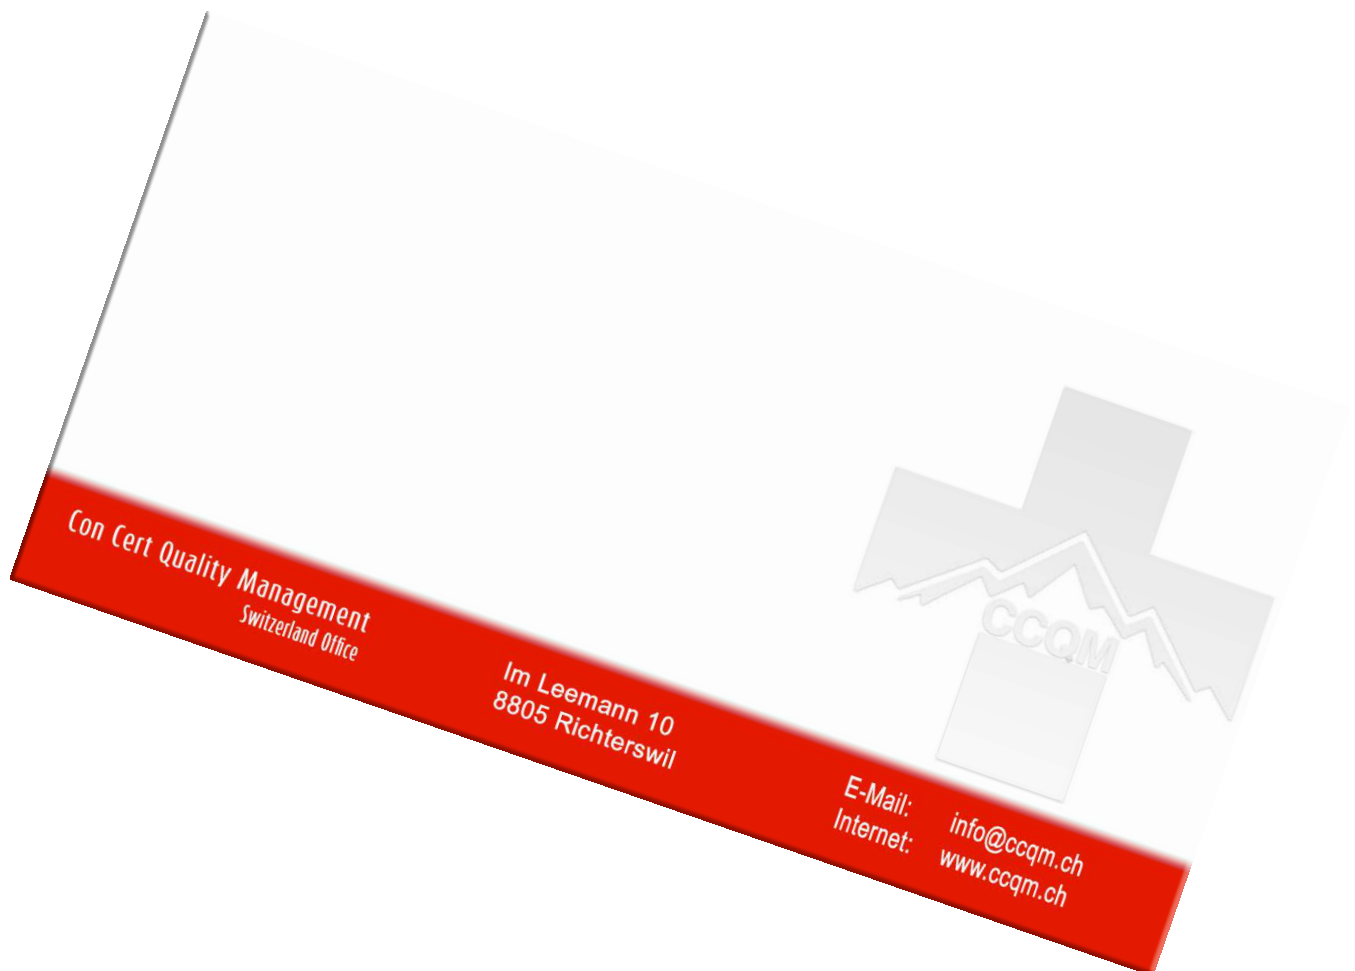 CCQM
Con Cert Quality Management
Switzerland Office
Im Leemann 10
8805 Richterswil
E-Mail: info@ccqm.ch
Internet: www.ccqm.ch